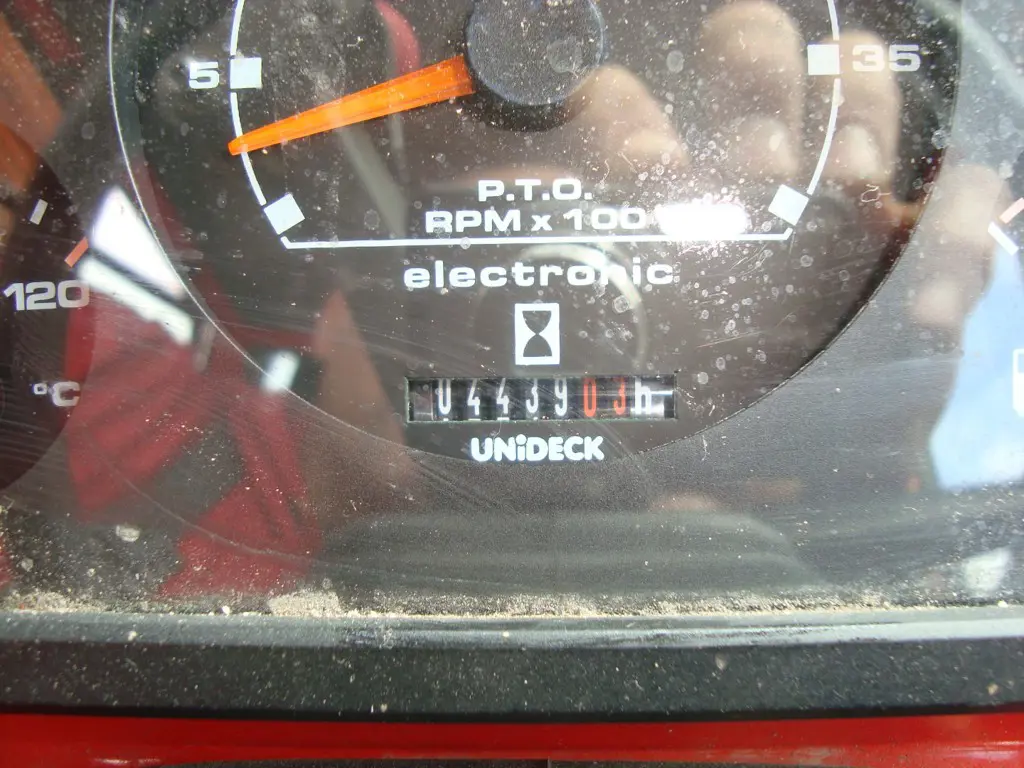 5
35
P.T.O.
RPM x 100
electronic
120
°C
0443903h
UNiDECK